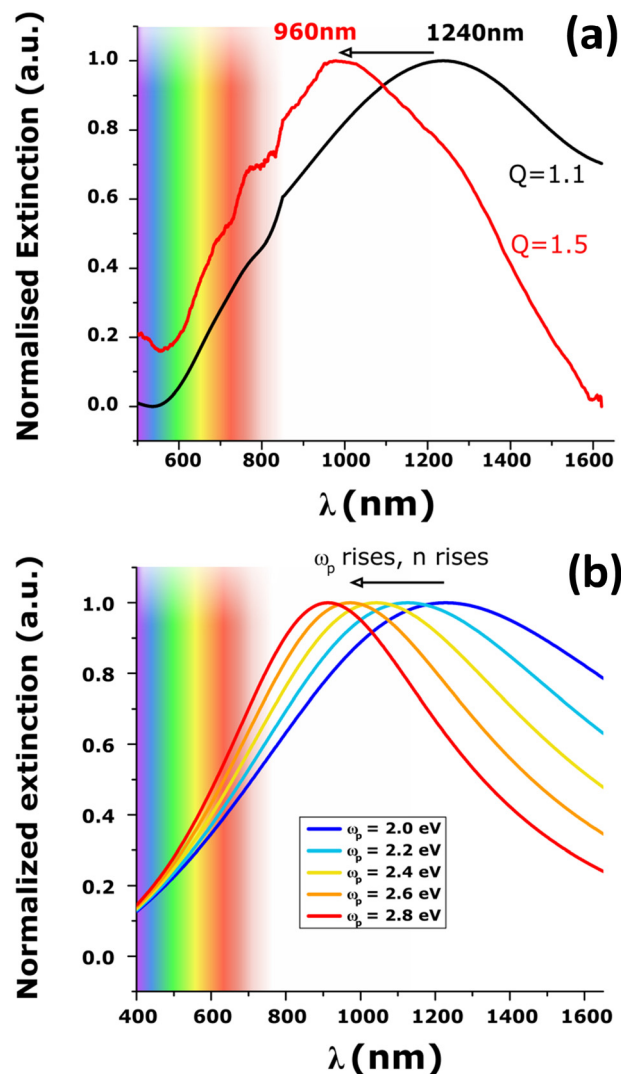 960nm
1240nm
(a)
Normalised Extinction (a.u.)
1.0
0.8
0.6
0.4
0.2
0.0
Q=1.1
Q=1.5
600 800 1000 1200 1400 1600
λ (nm)
(b)
ωp rises, n rises
Normalized extinction (a.u.)
1.0
0.8
0.6
0.4
0.2
0.0
ωp = 2.0 eV
ωp = 2.2 eV
ωp = 2.4 eV
ωp = 2.6 eV
ωp = 2.8 eV
400 600 800 1000 1200 1400 1600
λ (nm)